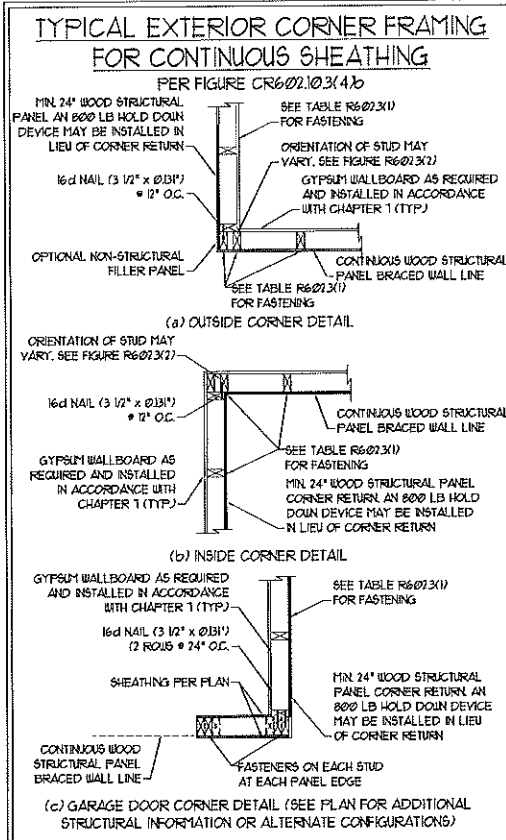 TYPICAL EXTERIOR CORNER FRAMING
FOR CONTINUOUS SHEATHING
PER FIGURE CR602.10.3(4)b
MIN. 24" WOOD STRUCTURAL
PANEL AN 800 LB HOLD DOWN
DEVICE MAY BE INSTALLED IN
LIEU OF CORNER RETURN
SEE TABLE R602.3(1)
FOR FASTENING
ORIENTATION OF STUD MAY
VARY. SEE FIGURE R602.3(2)
16d NAIL (3 1/2" x 0.131")
@ 12" O.C.
GYPSUM WALLBOARD AS REQUIRED
AND INSTALLED IN ACCORDANCE
WITH CHAPTER 7 (TYP.)
OPTIONAL NON-STRUCTURAL
FILLER PANEL
CONTINUOUS WOOD STRUCTURAL
PANEL BRACED WALL LINE
SEE TABLE R602.3(1)
FOR FASTENING
(a) OUTSIDE CORNER DETAIL
ORIENTATION OF STUD MAY
VARY. SEE FIGURE R602.3(2)
16d NAIL (3 1/2" x 0.131")
@ 12" O.C.
CONTINUOUS WOOD STRUCTURAL
PANEL BRACED WALL LINE
GYPSUM WALLBOARD AS
REQUIRED AND INSTALLED
IN ACCORDANCE WITH
CHAPTER 7 (TYP.)
SEE TABLE R602.3(1)
FOR FASTENING
MIN. 24" WOOD STRUCTURAL PANEL
CORNER RETURN. AN 800 LB HOLD
DOWN DEVICE MAY BE INSTALLED
IN LIEU OF CORNER RETURN
(b) INSIDE CORNER DETAIL
GYPSUM WALLBOARD AS REQUIRED
AND INSTALLED IN ACCORDANCE
WITH CHAPTER 7 (TYP.)
SEE TABLE R602.3(1)
FOR FASTENING
16d NAIL (3 1/2" x 0.131")
(2 ROWS @ 24" O.C.
SHEATHING PER PLAN
MIN. 24" WOOD STRUCTURAL
PANEL CORNER RETURN. AN
800 LB HOLD DOWN DEVICE
MAY BE INSTALLED IN LIEU
OF CORNER RETURN
CONTINUOUS WOOD
STRUCTURAL PANEL
BRACED WALL LINE
FASTENERS ON EACH STUD
AT EACH PANEL EDGE
(c) GARAGE DOOR CORNER DETAIL (SEE PLAN FOR ADDITIONAL
STRUCTURAL INFORMATION OR ALTERNATE CONFIGURATIONS)